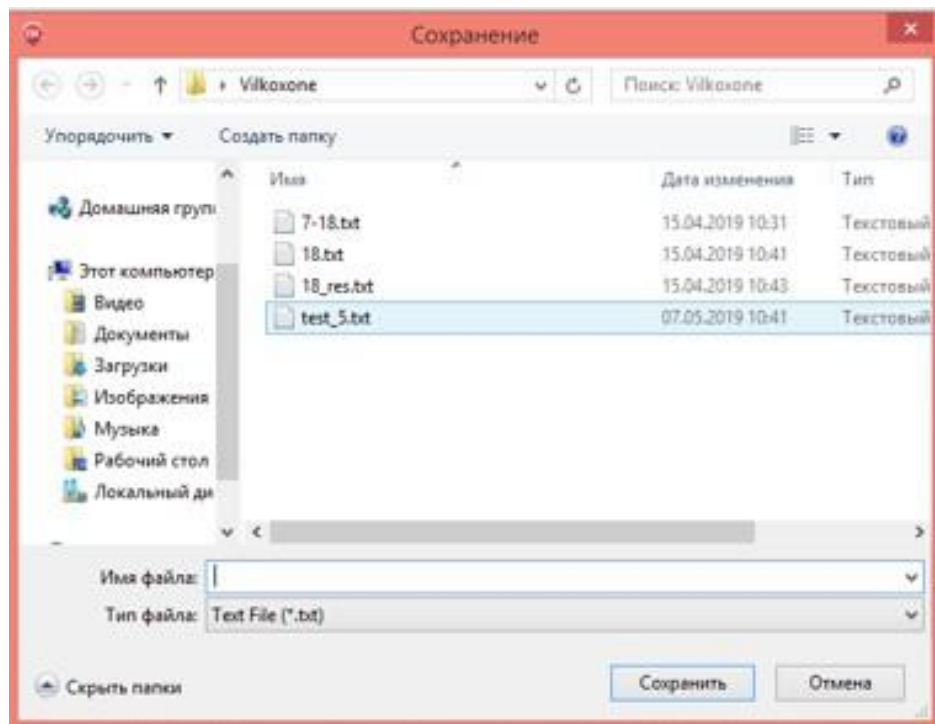 Сохранение
Vilkoxone
Поиск: Vilkoxone
Упорядочить
Создать папку
Имя
Дата изменения
Тип
Домашняя групп
7-18.txt 15.04.2019 10:31 Текстовый
18.txt 15.04.2019 10:41 Текстовый
Этот компьютер
18_res.txt 15.04.2019 10:43 Текстовый
Видео
test_5.txt 07.05.2019 10:41 Текстовый
Документы
Загрузки
Изображения
Музыка
Рабочий стол
Локальный ди
Имя файла:
Тип файла: Text File (*.txt)
Скрыть папки
Сохранить
Отмена